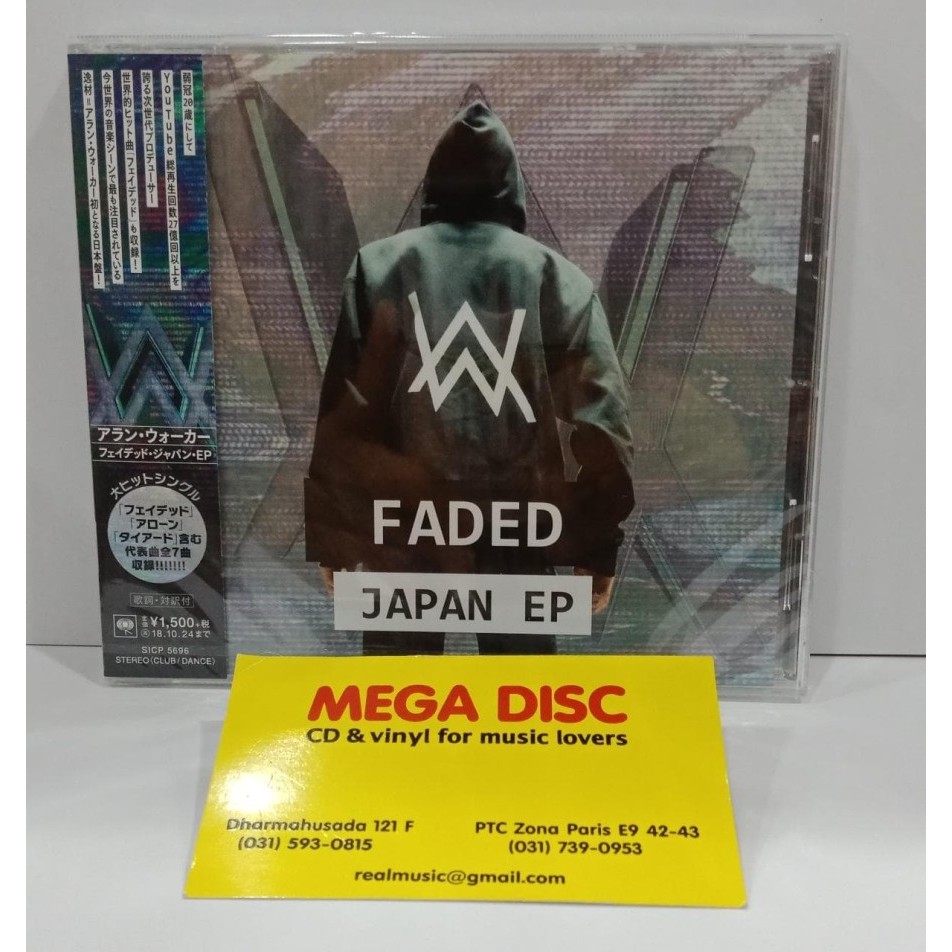 弱冠20歳にして
YouTube 総再生回数27億回以上を
誇る次世代プロデューサー
世界的ヒット曲「フェイデッド」も収録!
今世界の音楽シーンで最も注目されている
逸材=アラン・ウォーカー初となる日本盤!
アラン・ウォーカー
フェイデッド・ジャパン・EP
大ヒットシングル
「フェイデッド」
「アローン」
「タイアード」含む
代表曲全7曲
収録!!!!!!!
歌詞・対訳付
定価¥1,500+税
18.10.24まで
SICP 5696
STEREO(CLUB/DANCE)
FADED
JAPAN EP
MEGA DISC
CD & vinyl for music lovers
Dharmahusada 121 F
(031) 593-0815
PTC Zona Paris E9 42-43
(031) 739-0953
realmusic@gmail.com